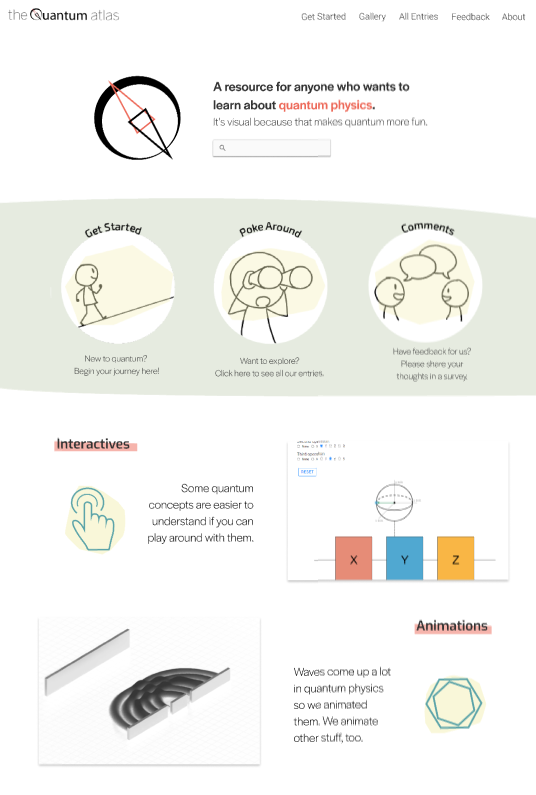 the Quantum atlas
Get Started Gallery All Entries Feedback About
A resource for anyone who wants to
learn about quantum physics.
It's visual because that makes quantum more fun.
Get Started
Poke Around
Comments
New to quantum?
Begin your journey here!
Want to explore?
Click here to see all our entries.
Have feedback for us?
Please share your
thoughts in a survey.
Interactives
Some quantum
concepts are easier to
understand if you can
play around with them.
RESET
X Y Z
Animations
Waves come up a lot
in quantum physics
so we animated
them. We animate
other stuff, too.